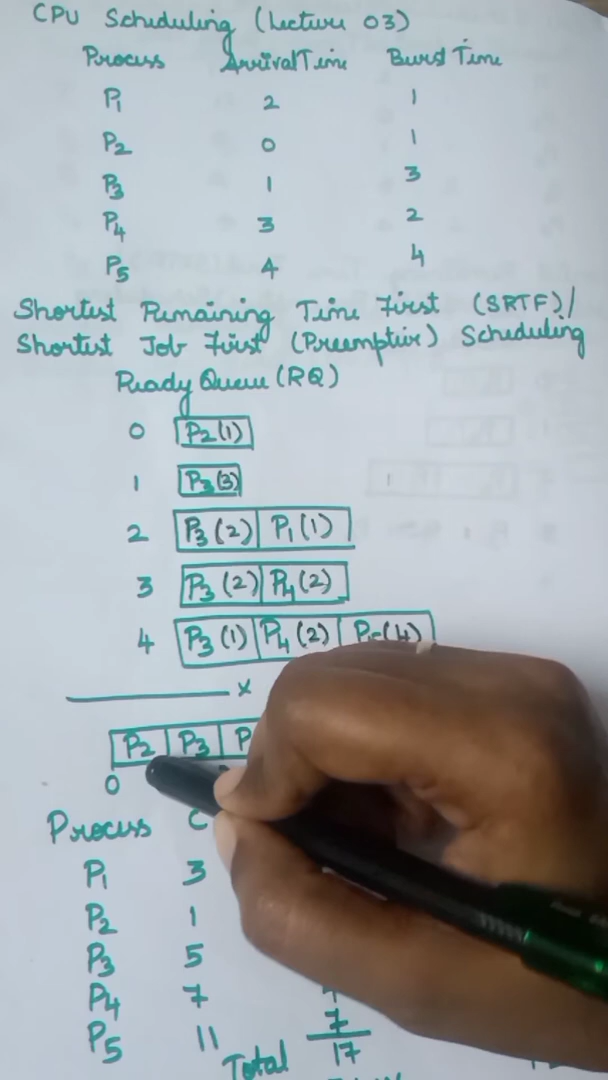 CPU Scheduling (Lecture 03)
Process Arrival Time Burst Time
P1 2 1
P2 0 1
P3 1 3
P4 3 2
P5 4 4
Shortest Remaining Time First (SRTF)/
Shortest Job First (Preemptive) Scheduling
Ready Queue (RQ)
0 P2(1)
1 P3(3)
2 P3(2) P1(1)
3 P3(2) P4(2)
4 P3(1) P4(2) P5(4)
x
P2 P3 P
0
Process C
P1 3
P2 1
P3 5
P4 7
P5 11 7
Total 17